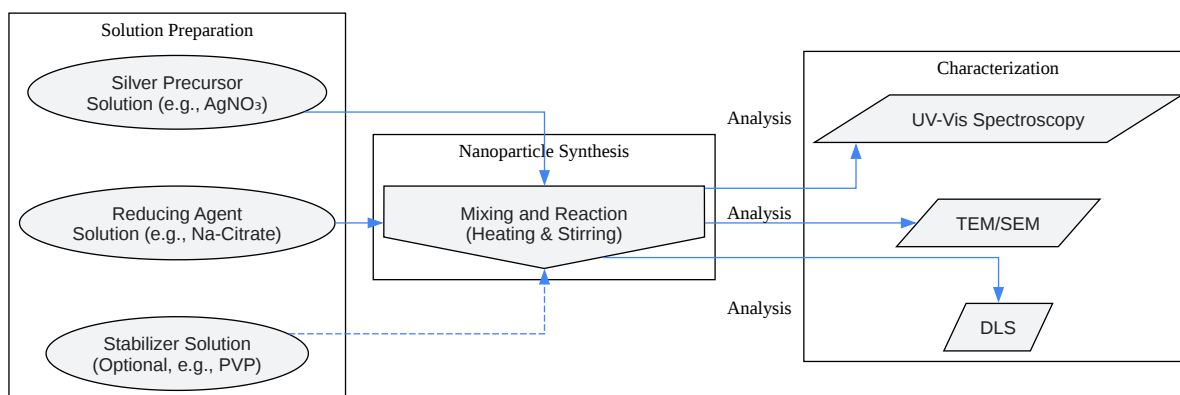 Solution Preparation
Silver Precursor
Solution (e.g., AgNO₃)
Reducing Agent
Solution (e.g., Na-Citrate)
Stabilizer Solution
(Optional, e.g., PVP)
Nanoparticle Synthesis
Mixing and Reaction
(Heating & Stirring)
Analysis
Analysis
Analysis
Characterization
UV-Vis Spectroscopy
TEM/SEM
DLS